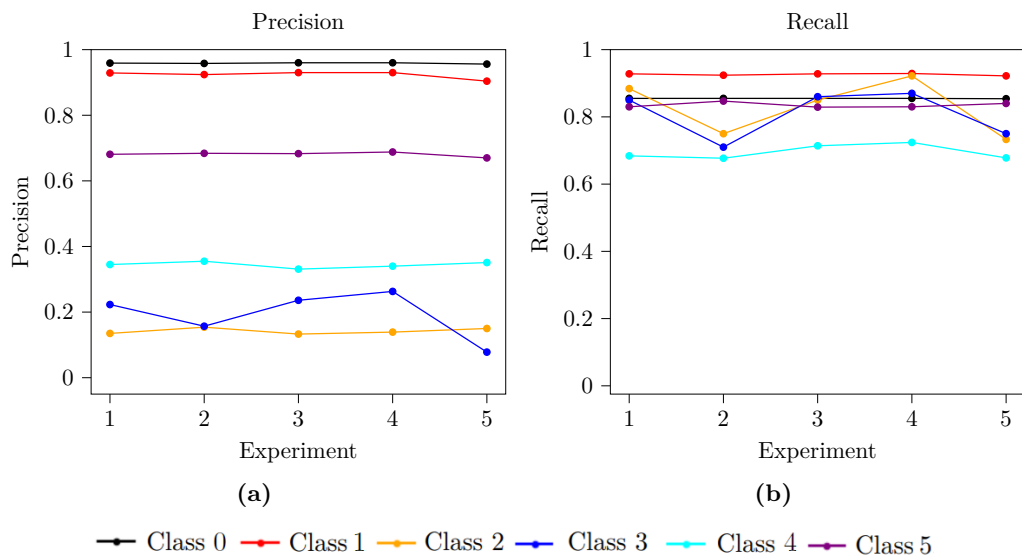 Precision
Precision
1
0.8
0.6
0.4
0.2
0
1 2 3 4 5
Experiment
(a)
Recall
Recall
1
0.8
0.6
0.4
0.2
0
1 2 3 4 5
Experiment
(b)
Class 0 Class 1 Class 2 Class 3 Class 4 Class 5